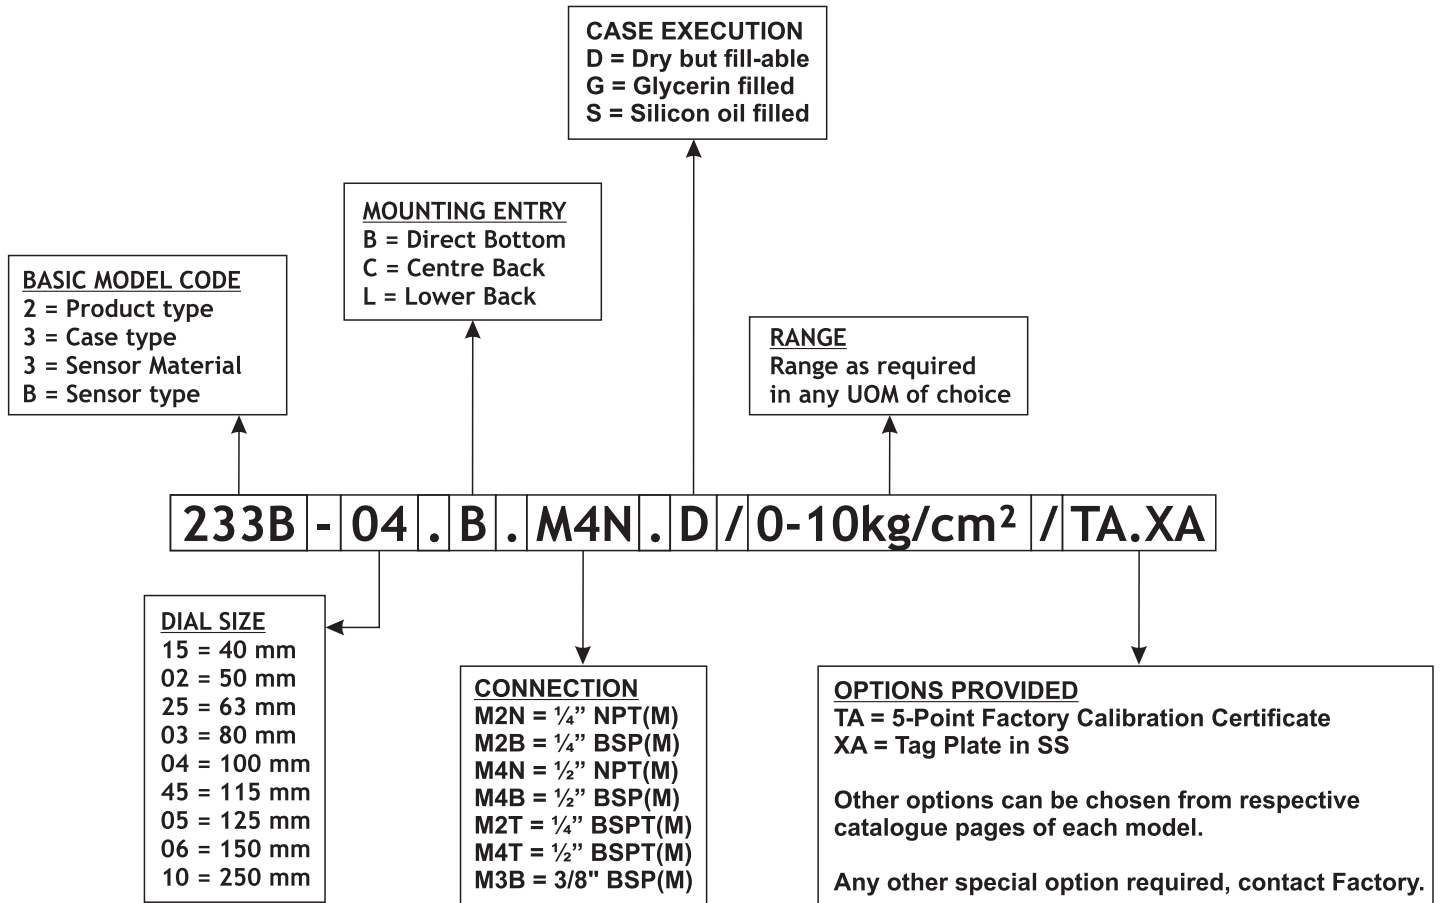 CASE EXECUTION
D = Dry but fill-able
G = Glycerin filled
S = Silicon oil filled
MOUNTING ENTRY
B = Direct Bottom
C = Centre Back
L = Lower Back
BASIC MODEL CODE
2 = Product type
3 = Case type
3 = Sensor Material
B = Sensor type
RANGE
Range as required
in any UOM of choice
233B - 04 . B . M4N . D / 0-10kg/cm² / TA.XA
DIAL SIZE
15 = 40 mm
02 = 50 mm
25 = 63 mm
03 = 80 mm
04 = 100 mm
45 = 115 mm
05 = 125 mm
06 = 150 mm
10 = 250 mm
CONNECTION
M2N = ¼” NPT(M)
M2B = ¼” BSP(M)
M4N = ½” NPT(M)
M4B = ½” BSP(M)
M2T = ¼” BSPT(M)
M4T = ½” BSPT(M)
M3B = 3/8" BSP(M)
OPTIONS PROVIDED
TA = 5-Point Factory Calibration Certificate
XA = Tag Plate in SS
Other options can be chosen from respective
catalogue pages of each model.
Any other special option required, contact Factory.